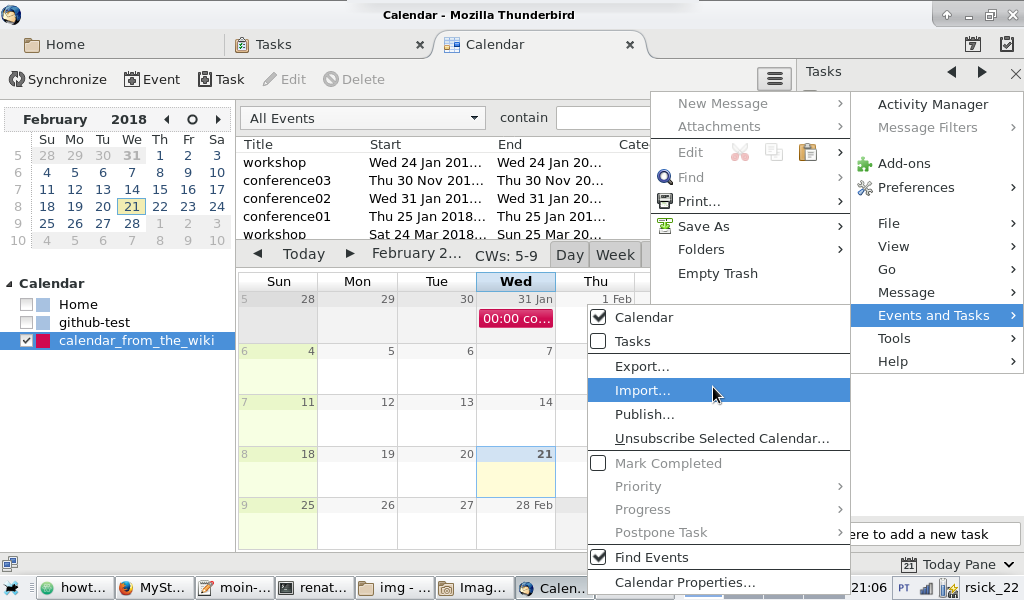 Calendar - Mozilla Thunderbird
Home
Tasks
Calendar
Synchronize
Event
Task
Edit
Delete
Tasks
February 2018
Su Mo Tu We Th Fr Sa
5 28 29 30 31 1 2 3
6 4 5 6 7 8 9 10
7 11 12 13 14 15 16 17
8 18 19 20 21 22 23 24
9 25 26 27 28 1 2 3
10 4 5 6 7 8 9 10
Calendar
Home
github-test
calendar_from_the_wiki
All Events
contain
Title Start End Cate
workshop Wed 24 Jan 201... Wed 24 Jan 20...
conference03 Thu 30 Nov 201... Thu 30 Nov 20...
conference02 Wed 31 Jan 201... Wed 31 Jan 20...
conference01 Thu 25 Jan 2018... Thu 25 Jan 201...
workshop Sat 24 Mar 2018... Sun 25 Mar 20...
Today February 2... CWs: 5-9 Day Week
Sun Mon Tue Wed Thu
5 28 29 30 31 Jan 1 Feb
00:00 co...
6 4 5 6 7
7 11 12 13 14
8 18 19 20 21
9 25 26 27 28 Feb
New Message
Attachments
Edit
Find
Print...
Save As
Folders
Empty Trash
Activity Manager
Message Filters
Add-ons
Preferences
File
View
Go
Message
Events and Tasks
Tools
Help
Calendar
Tasks
Export...
Import...
Publish...
Unsubscribe Selected Calendar...
Mark Completed
Priority
Progress
Postpone Task
Find Events
Calendar Properties...
ere to add a new task
21 Today Pane
howt...
MySt...
moin-...
renat...
img - ...
Imag...
Calen..
21:06
PT
rsick_22